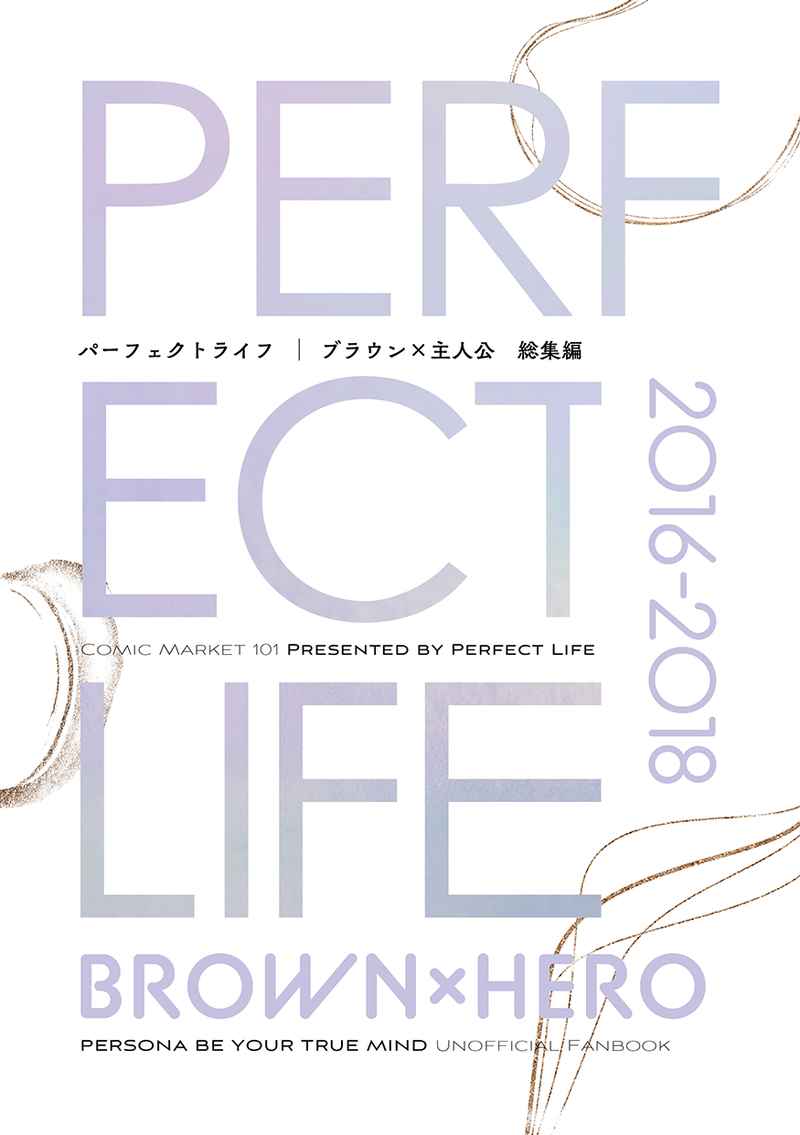 PERF
パーフェクトライフ ｜ ブラウン×主人公 総集編
ECT
2016-2018
COMIC MARKET 101 PRESENTED BY PERFECT LIFE
LIFE
BROWN×HERO
PERSONA BE YOUR TRUE MIND UNOFFICIAL FANBOOK